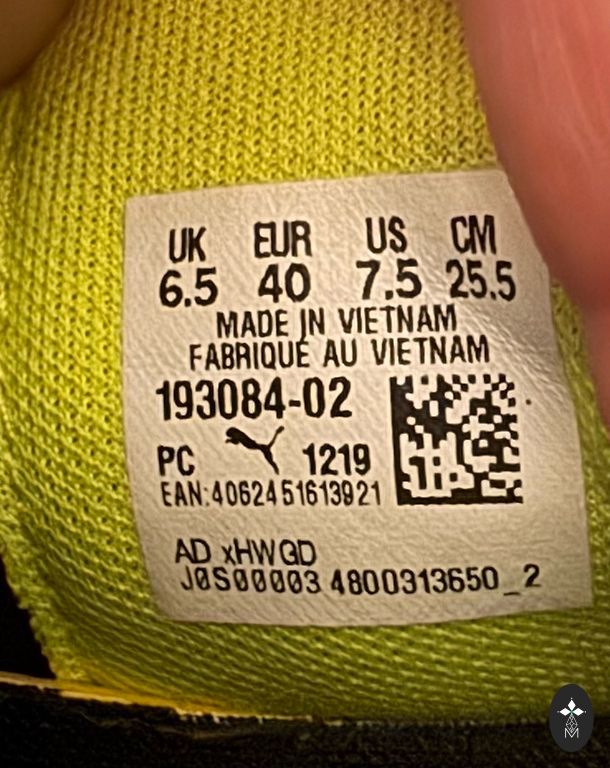 UK EUR US CM
6.5 40 7.5 25.5
MADE IN VIETNAM
FABRIQUE AU VIETNAM
193084-02
PC 1219
EAN:4062451613921
AD xHWGD
J0S00003 4800313650_2
M